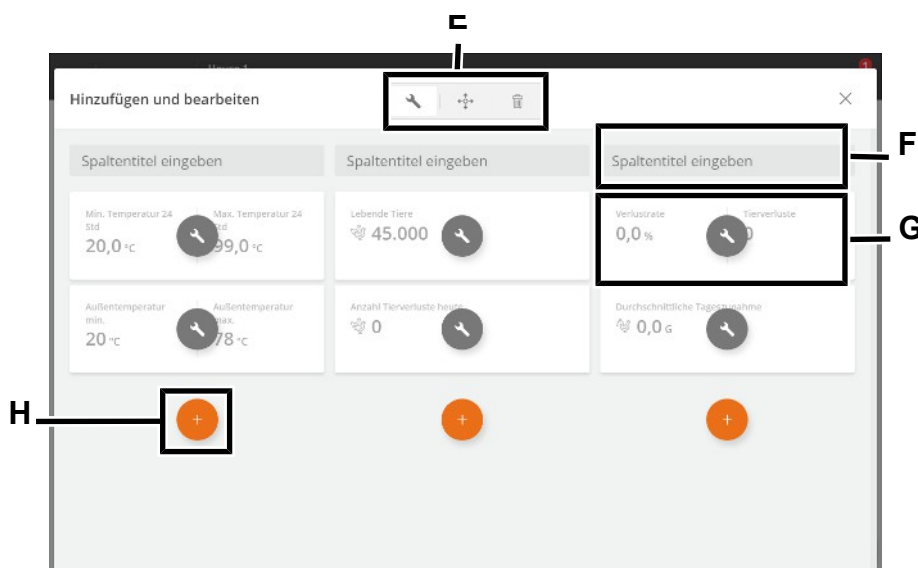 E
1
Hinzufügen und bearbeiten
F
Spaltentitel eingeben Spaltentitel eingeben Spaltentitel eingeben
G
Min. Temperatur 24 Max. Temperatur 24 Lebende Tiere Verlustrate Tierverluste
Std Std
20,0 °C 99,0 °C 45.000 0,0 % 0
Außentemperatur Außentemperatur Anzahl Tierverluste heute Durchschnittliche Tageszunahme
min. max.
20 °C 78 °C 0 0,0 G
H
+ + +